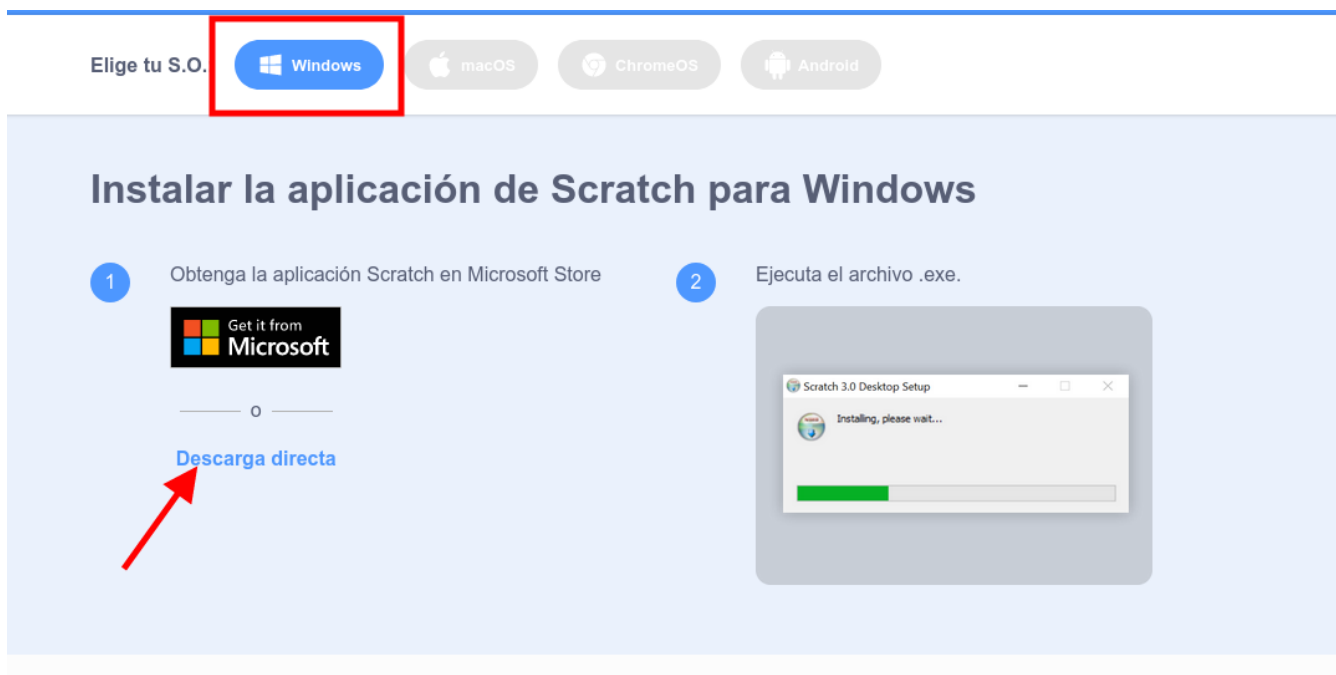 Elige tu S.O.
Windows
macOS
ChromeOS
Android
Instalar la aplicación de Scratch para Windows
1
Obtenga la aplicación Scratch en Microsoft Store
Get it from
Microsoft
o
Descarga directa
2
Ejecuta el archivo .exe.
Scratch 3.0 Desktop Setup
Installing, please wait...